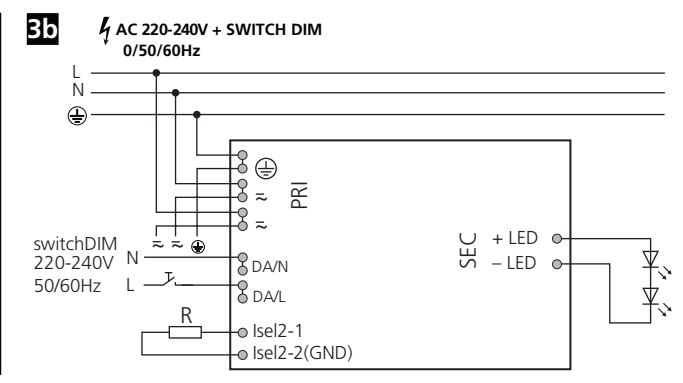 3b
AC 220-240V + SWITCH DIM
0/50/60Hz
L
N
PRI
switchDIM
220-240V N
50/60Hz L
DA/N
DA/L
SEC
+ LED
– LED
R
Isel2-1
Isel2-2(GND)